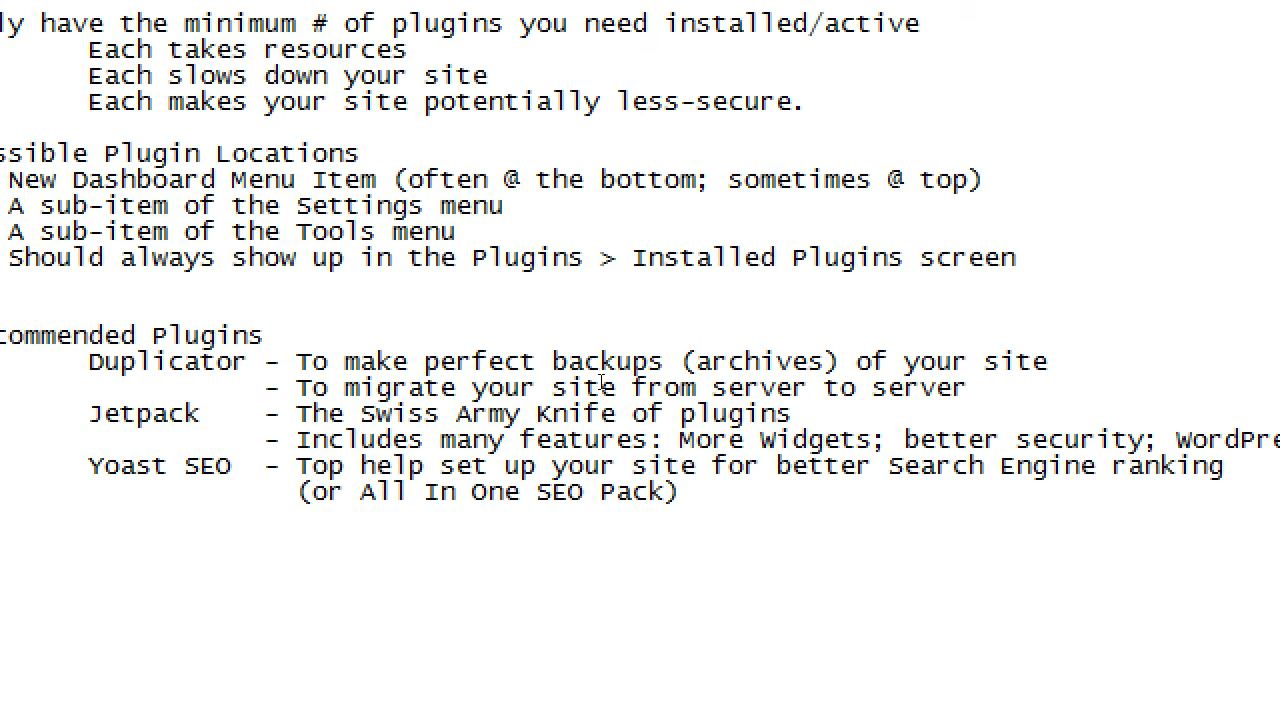 ly have the minimum # of plugins you need installed/active
Each takes resources
Each slows down your site
Each makes your site potentially less-secure.
ssible Plugin Locations
New Dashboard Menu Item (often @ the bottom; sometimes @ top)
A sub-item of the Settings menu
A sub-item of the Tools menu
Should always show up in the Plugins > Installed Plugins screen
commended Plugins
Duplicator - To make perfect backups (archives) of your site
- To migrate your site from server to server
Jetpack - The Swiss Army Knife of plugins
- Includes many features: More Widgets; better security; WordPre
Yoast SEO - Top help set up your site for better Search Engine ranking
(or All In One SEO Pack)